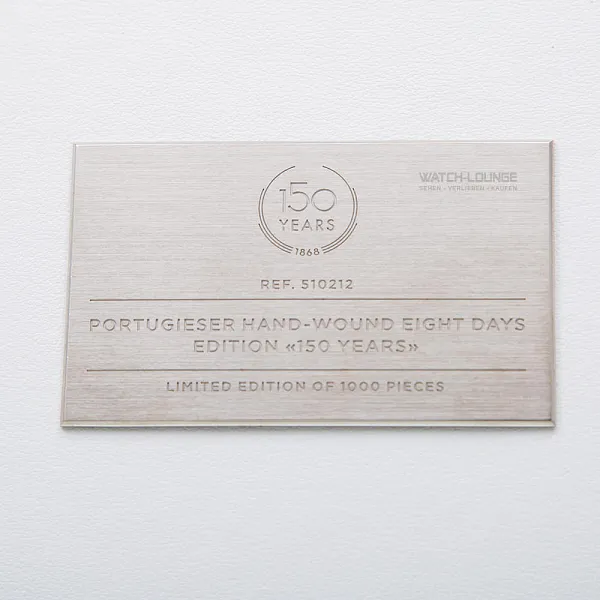 150
YEARS
1868
WATCH-LOUNGE
SEHEN • VERLIEBEN • KAUFEN
REF. 510212
PORTUGIESER HAND-WOUND EIGHT DAYS
EDITION «150 YEARS»
LIMITED EDITION OF 1000 PIECES